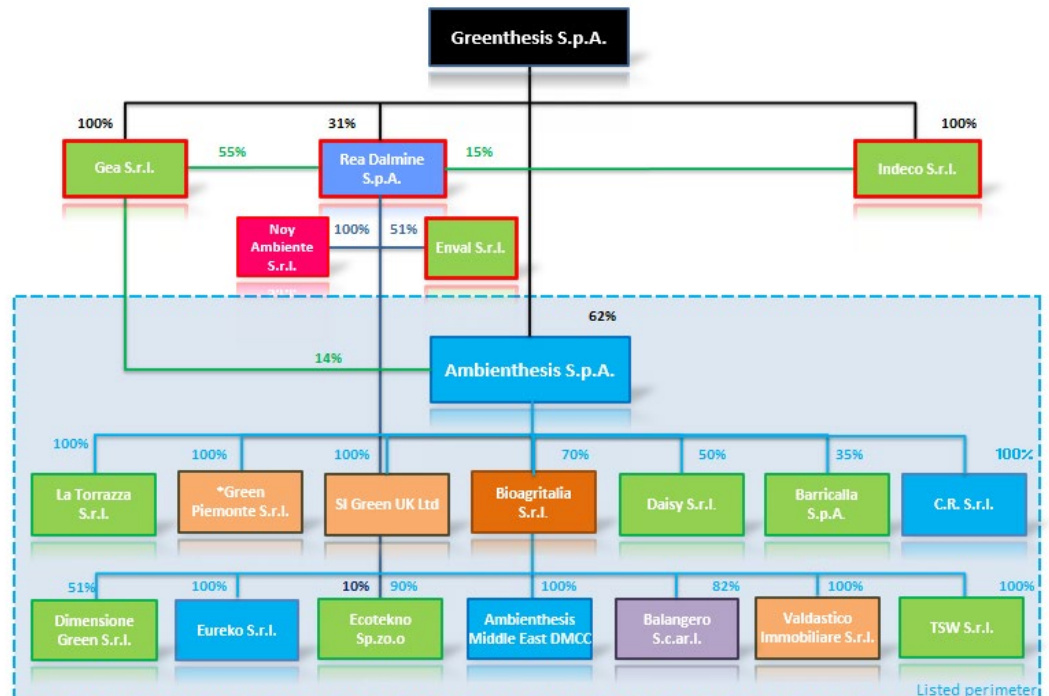 Greenthesis S.p.A.
100%
31%
100%
Gea S.r.l.
55%
Rea Dalmine
S.p.A.
15%
Indeco S.r.l.
Noy
Ambiente
S.r.l.
100%
51%
Enval S.r.l.
62%
14%
Ambienthesis S.p.A.
100%
100%
100%
70%
50%
35%
100%
La Torrazza
S.r.l.
*Green
Piemonte S.r.l.
SI Green UK Ltd
Bioagritalia
S.r.l.
Daisy S.r.l.
Barricalla
S.p.A.
C.R. S.r.l.
51%
100%
10%
90%
100%
82%
100%
100%
Dimensione
Green S.r.l.
Eureko S.r.l.
Ecotekno
Sp.zo.o
Ambienthesis
Middle East DMCC
Balangero
S.c.ar.l.
Valdastico
Immobiliare S.r.l.
TSW S.r.l.
Listed perimeter